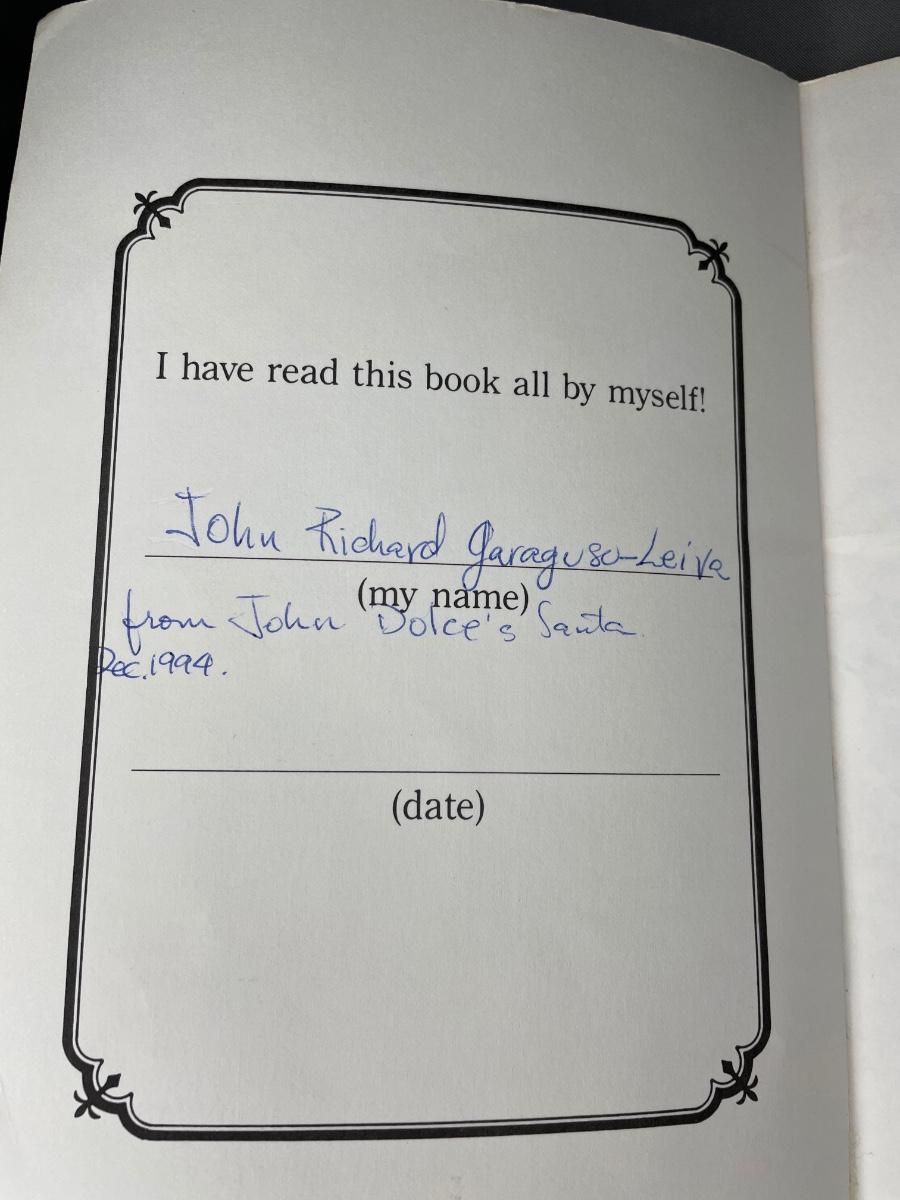 I have read this book all by myself!
John Richard Garaguso-Leiva
(my name)
from John Dolce's Santa
Dec. 1994.
(date)